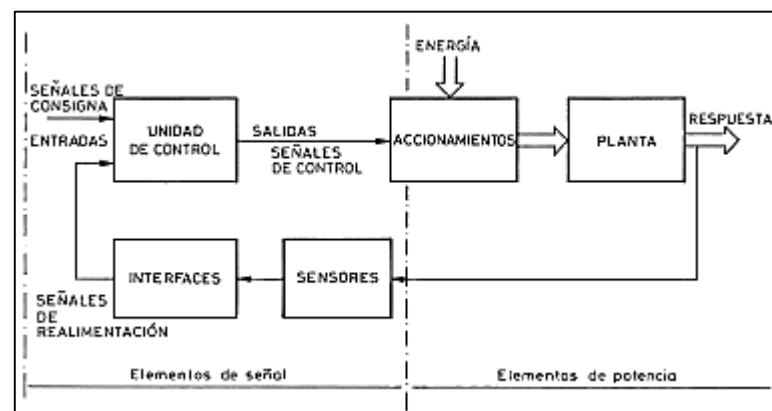 ENERGÍA
SEÑALES DE
CONSIGNA
ENTRADAS
UNIDAD
DE CONTROL
SALIDAS
SEÑALES
DE CONTROL
ACCIONAMIENTOS
PLANTA
RESPUESTA
INTERFACES
SENSORES
SEÑALES
DE
REALIMENTACIÓN
Elementos de señal
Elementos de potencia